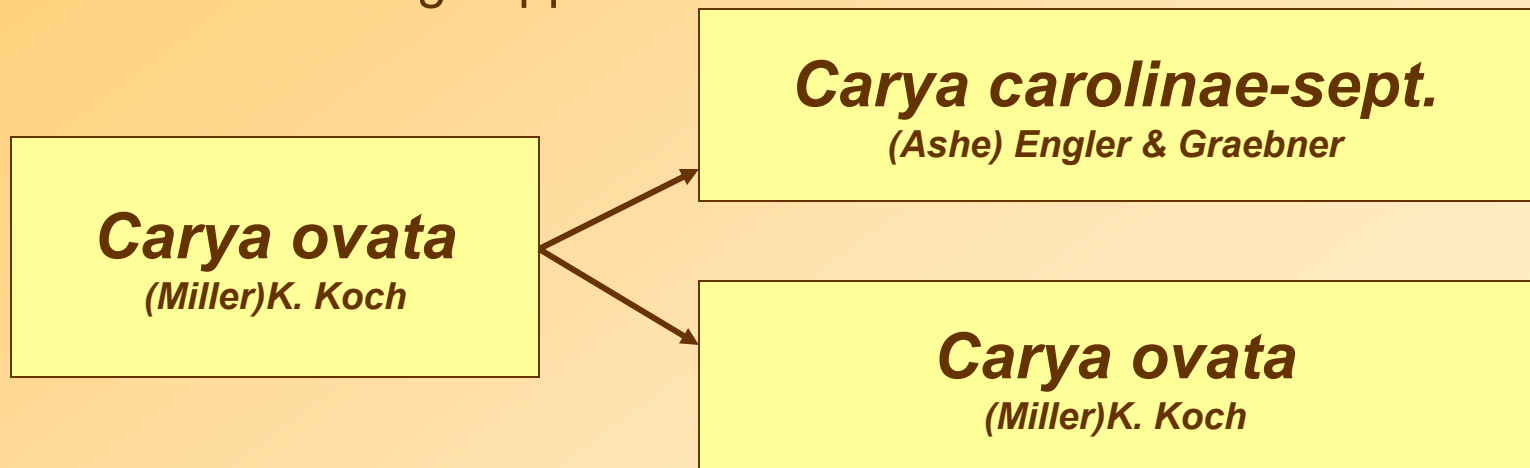 Carya carolinae-sept.
(Ashe) Engler & Graebner
Carya ovata
(Miller)K. Koch
Carya ovata
(Miller)K. Koch